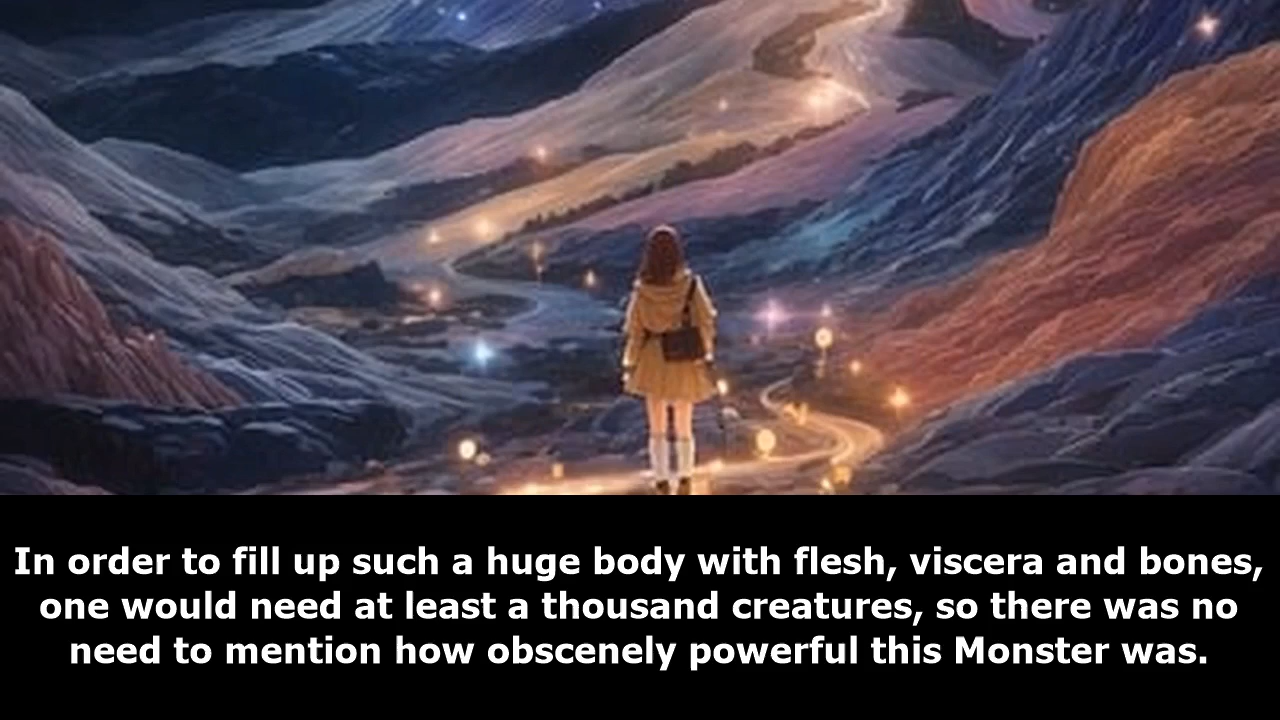 In order to fill up such a huge body with flesh, viscera and bones,
one would need at least a thousand creatures, so there was no
need to mention how obscenely powerful this Monster was.